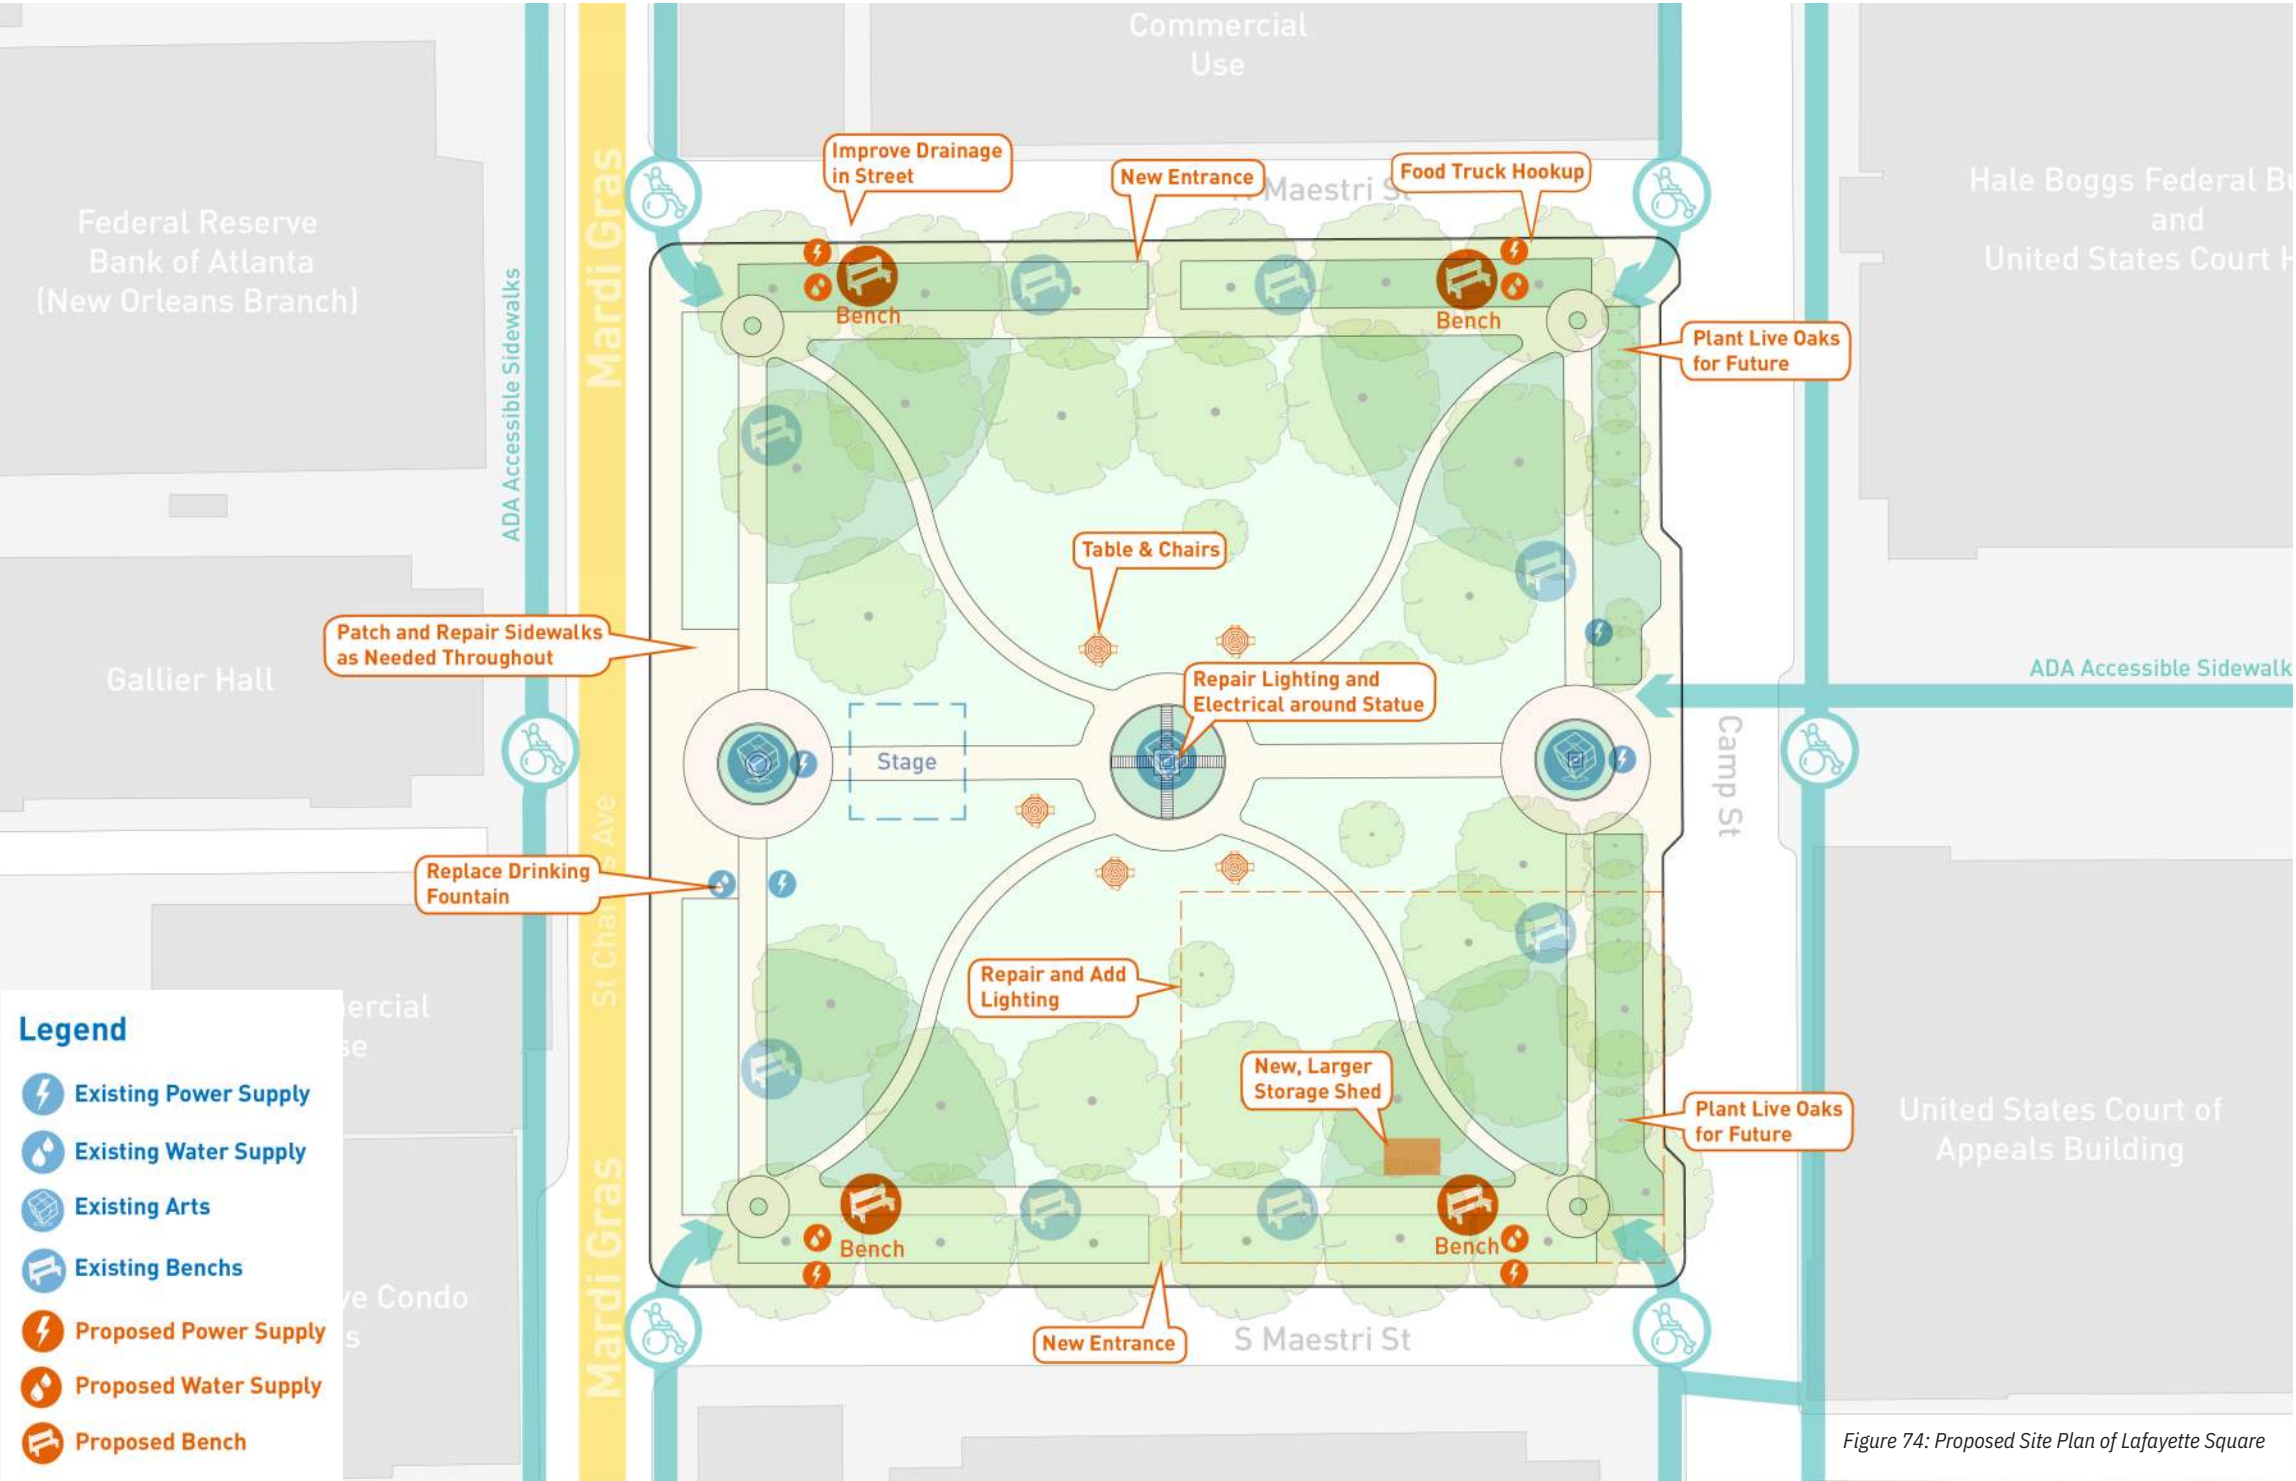 Commercial
Use
Improve Drainage
in Street
New Entrance
Maestri St
Food Truck Hookup
Hale Boggs Federal
and
United States Court
Federal Reserve
Bank of Atlanta
(New Orleans Branch)
Mardi Gras
ADA Accessible Sidewalks
Bench
Bench
Plant Live Oaks
for Future
Table & Chairs
Patch and Repair Sidewalks
as Needed Throughout
Gallier Hall
Repair Lighting and
Electrical around Statue
ADA Accessible Sidewalk
Stage
Camp St
St Ave
Replace Drinking
Fountain
Repair and Add
Lighting
New, Larger
Storage Shed
Plant Live Oaks
for Future
United States Court of
Appeals Building
Mardi Gras
Bench
Bench
New Entrance
S Maestri St
Condo
Legend
Existing Power Supply
Existing Water Supply
Existing Arts
Existing Benchs
Proposed Power Supply
Proposed Water Supply
Proposed Bench
Figure 74: Proposed Site Plan of Lafayette Square